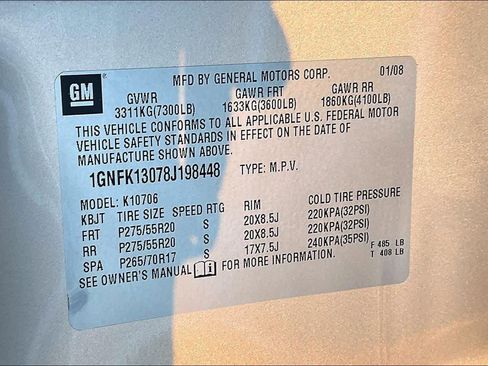 GM
MFD BY GENERAL MOTORS CORP. 01/08
GVWR GAWR FRT GAWR RR
3311KG(7300LB) 1633KG(3600LB) 1860KG(4100LB)
THIS VEHICLE CONFORMS TO ALL APPLICABLE U.S. FEDERAL MOTOR
VEHICLE SAFETY STANDARDS IN EFFECT ON THE DATE OF
MANUFACTURE SHOWN ABOVE.
1GNFK13078J198448 TYPE: M.P.V.
MODEL: K10706
KBJT TIRE SIZE SPEED RTG RIM COLD TIRE PRESSURE
FRT P275/55R20 S 20X8.5J 220KPA(32PSI)
RR P275/55R20 S 20X8.5J 220KPA(32PSI)
SPA P265/70R17 S 17X7.5J 240KPA(35PSI)
F 485 LB
SEE OWNER'S MANUAL FOR MORE INFORMATION.
T 408 LB